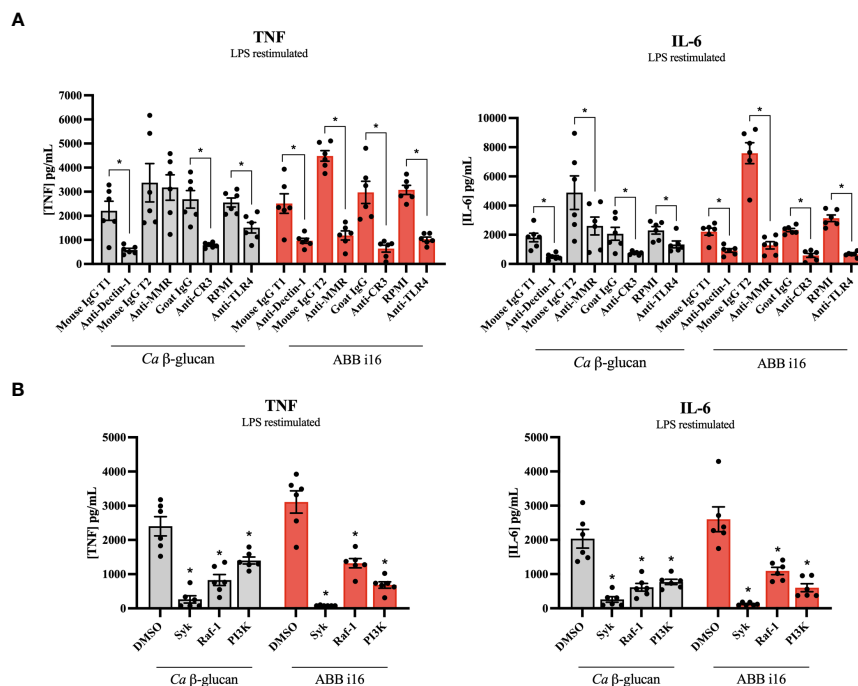 A
TNF
LPS restimulated
[TNF] pg/mL
7000
6000
5000
4000
3000
2000
1000
0
* * * * * * *
Mouse IgG T1
Anti-Dectin-1
Mouse IgG T2
Anti-MMR
Goat IgG
Anti-CR3
RPMI
Anti-TLR4
Mouse IgG T1
Anti-Dectin-1
Mouse IgG T2
Anti-MMR
Goat IgG
Anti-CR3
RPMI
Anti-TLR4
Ca β-glucan
ABB i16
IL-6
LPS restimulated
[IL-6] pg/mL
10000
8000
6000
4000
2000
0
* * * * * * * *
Mouse IgG T1
Anti-Dectin-1
Mouse IgG T2
Anti-MMR
Goat IgG
Anti-CR3
RPMI
Anti-TLR4
Mouse IgG T1
Anti-Dectin-1
Mouse IgG T2
Anti-MMR
Goat IgG
Anti-CR3
RPMI
Anti-TLR4
Ca β-glucan
ABB i16
B
TNF
LPS restimulated
[TNF] pg/mL
5000
4000
3000
2000
1000
0
* * * * * *
DMSO
Syk
Raf-1
PI3K
DMSO
Syk
Raf-1
PI3K
Ca β-glucan
ABB i16
IL-6
LPS restimulated
[IL-6] pg/mL
5000
4000
3000
2000
1000
0
* * * * * *
DMSO
Syk
Raf-1
PI3K
DMSO
Syk
Raf-1
PI3K
Ca β-glucan
ABB i16